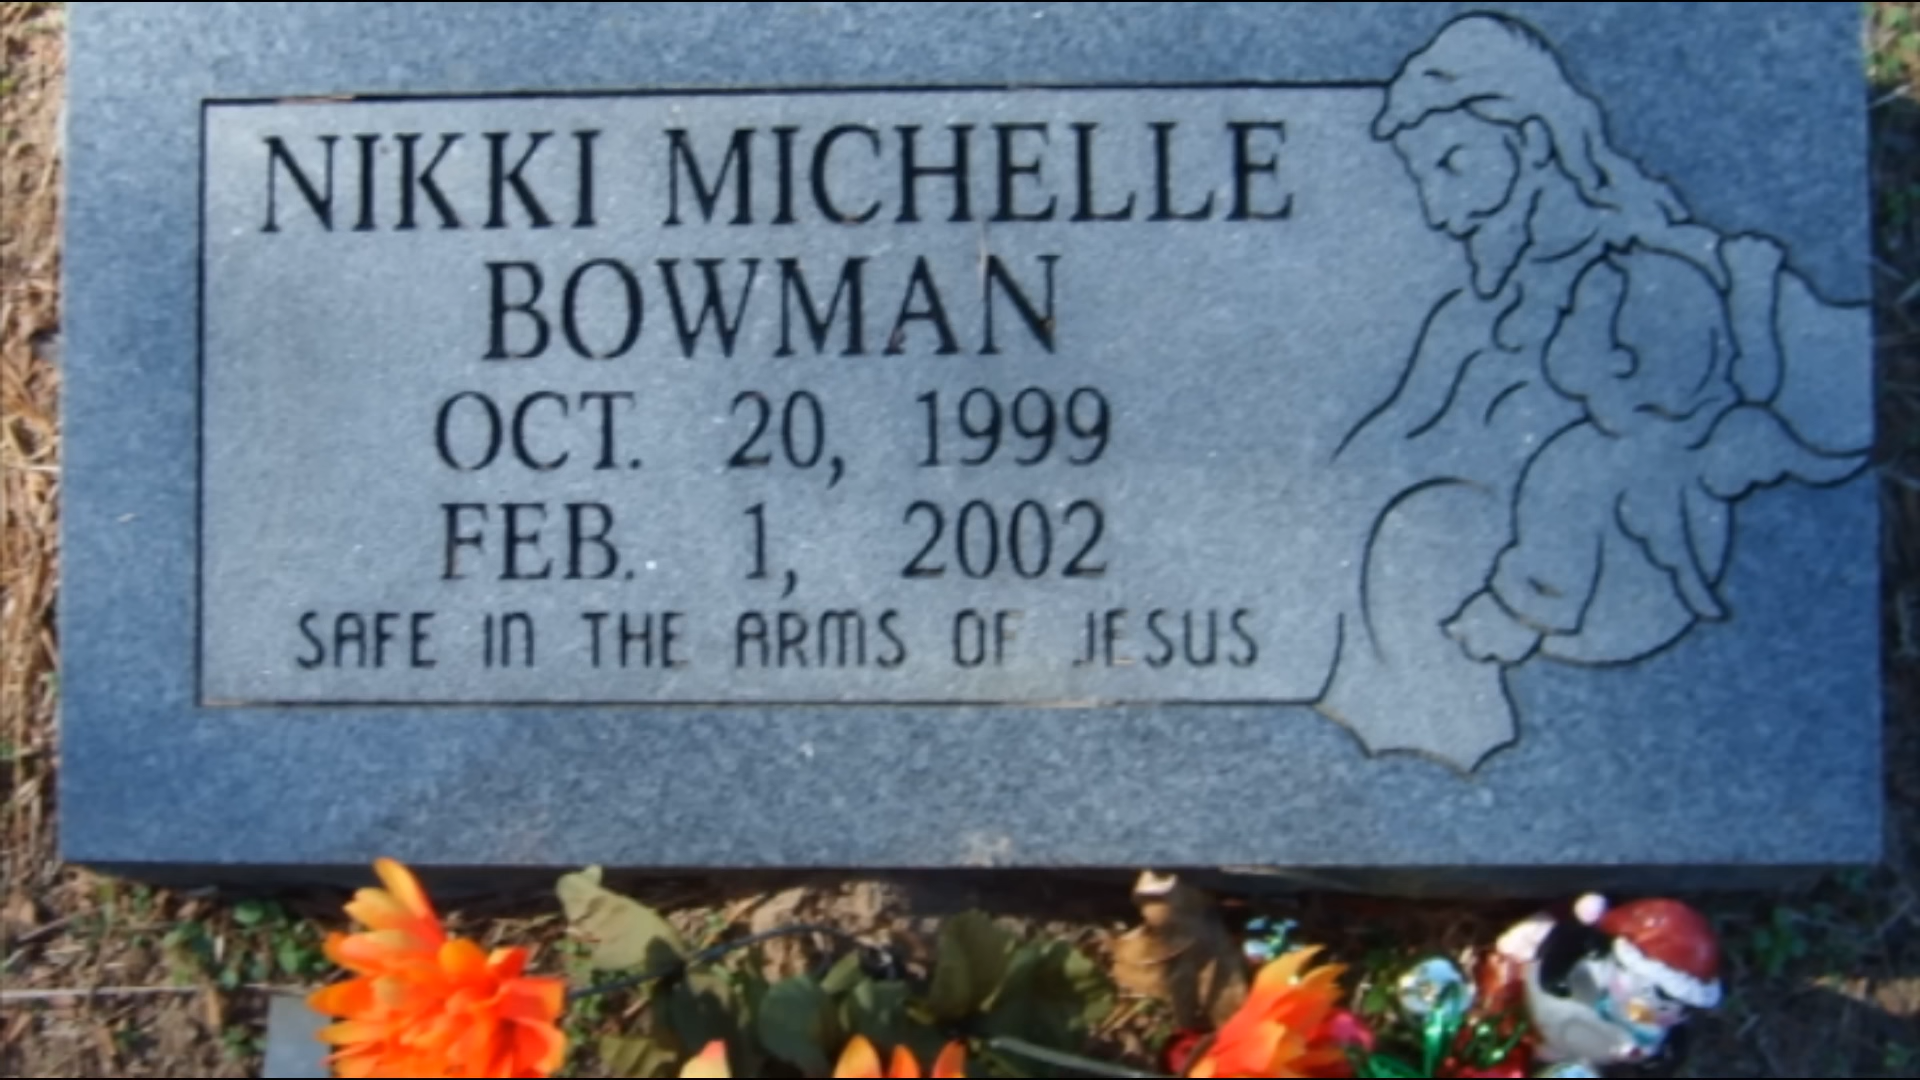 NIKKI MICHELLE
BOWMAN
OCT. 20, 1999
FEB. 1, 2002
SAFE IN THE ARMS OF JESUS